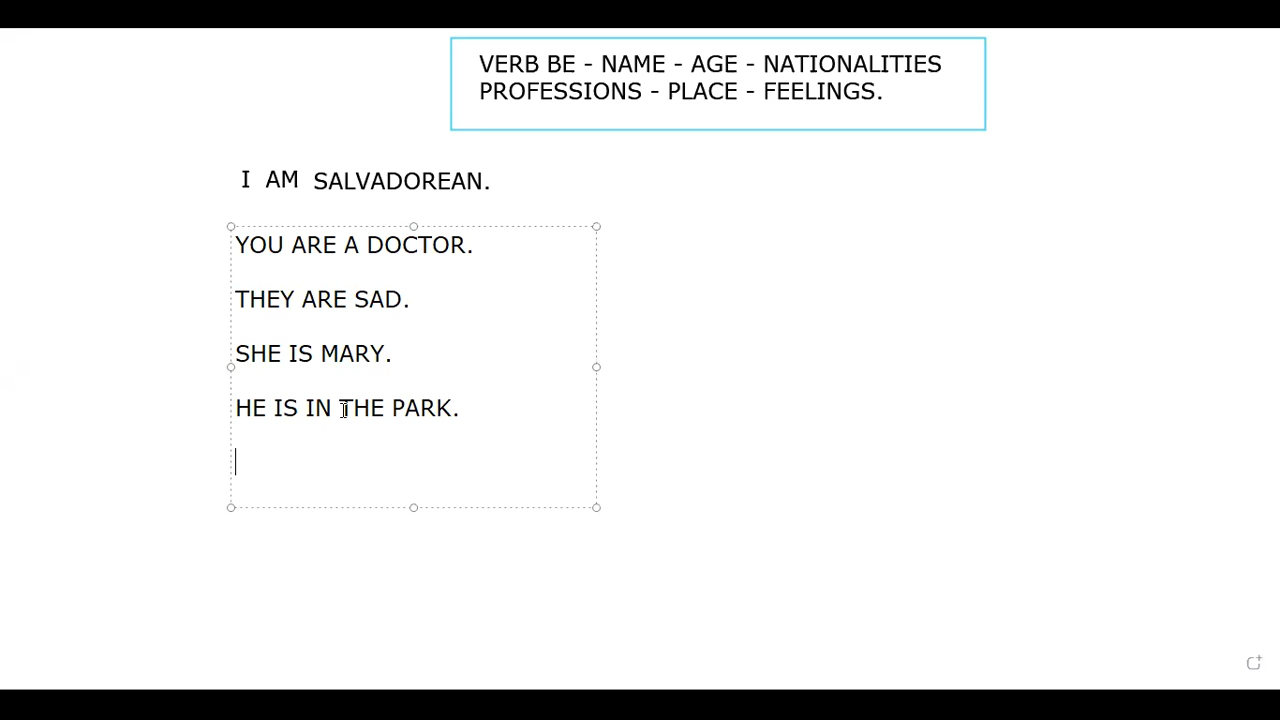 VERB BE - NAME - AGE - NATIONALITIES
PROFESSIONS - PLACE - FEELINGS.
I AM SALVADOREAN.
YOU ARE A DOCTOR.
THEY ARE SAD.
SHE IS MARY.
HE IS IN THE PARK.